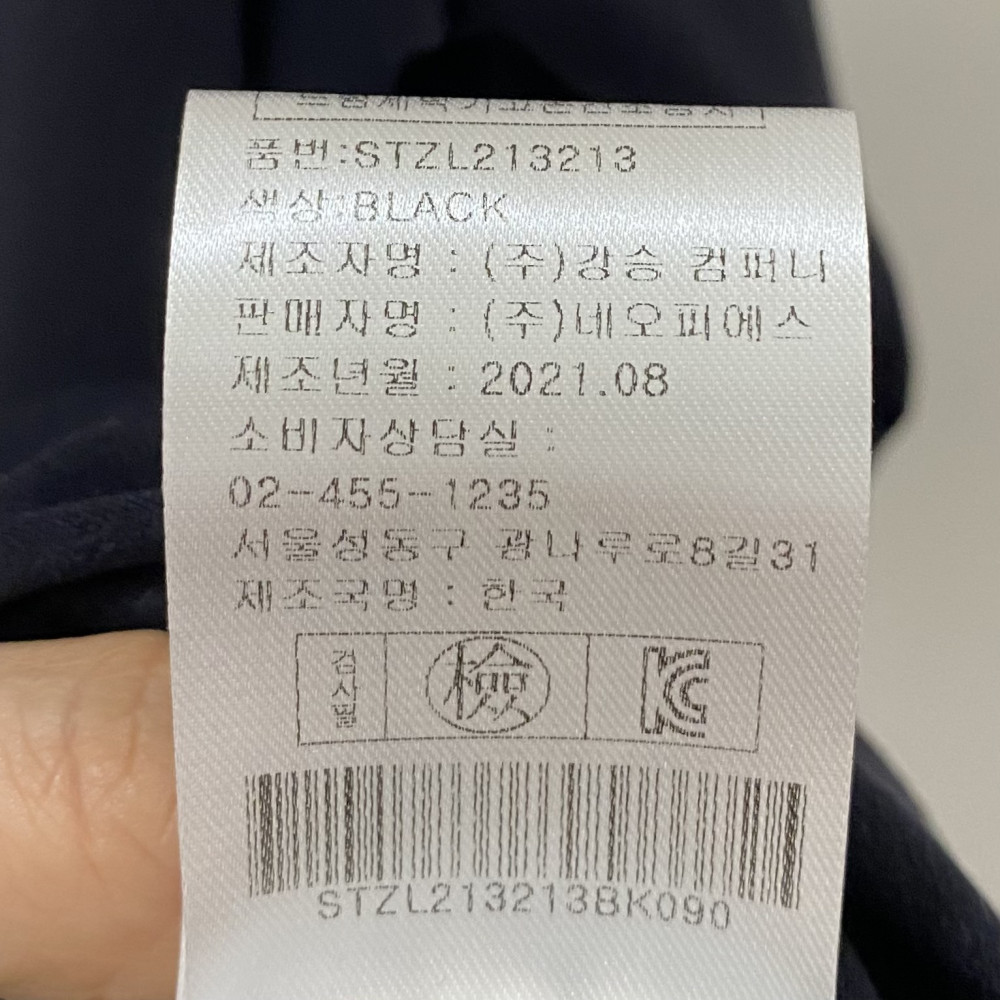 품번:STZL213213
색상:BLACK
제조자명 : (주)강승 컴퍼니
판매자명 : (주)네오피에스
제조년월 : 2021.08
소비자상담실 :
02-455-1235
서울성동구 광나루로8길31
제조국명 : 한국
검사필
檢
KC
STZL213213BK090